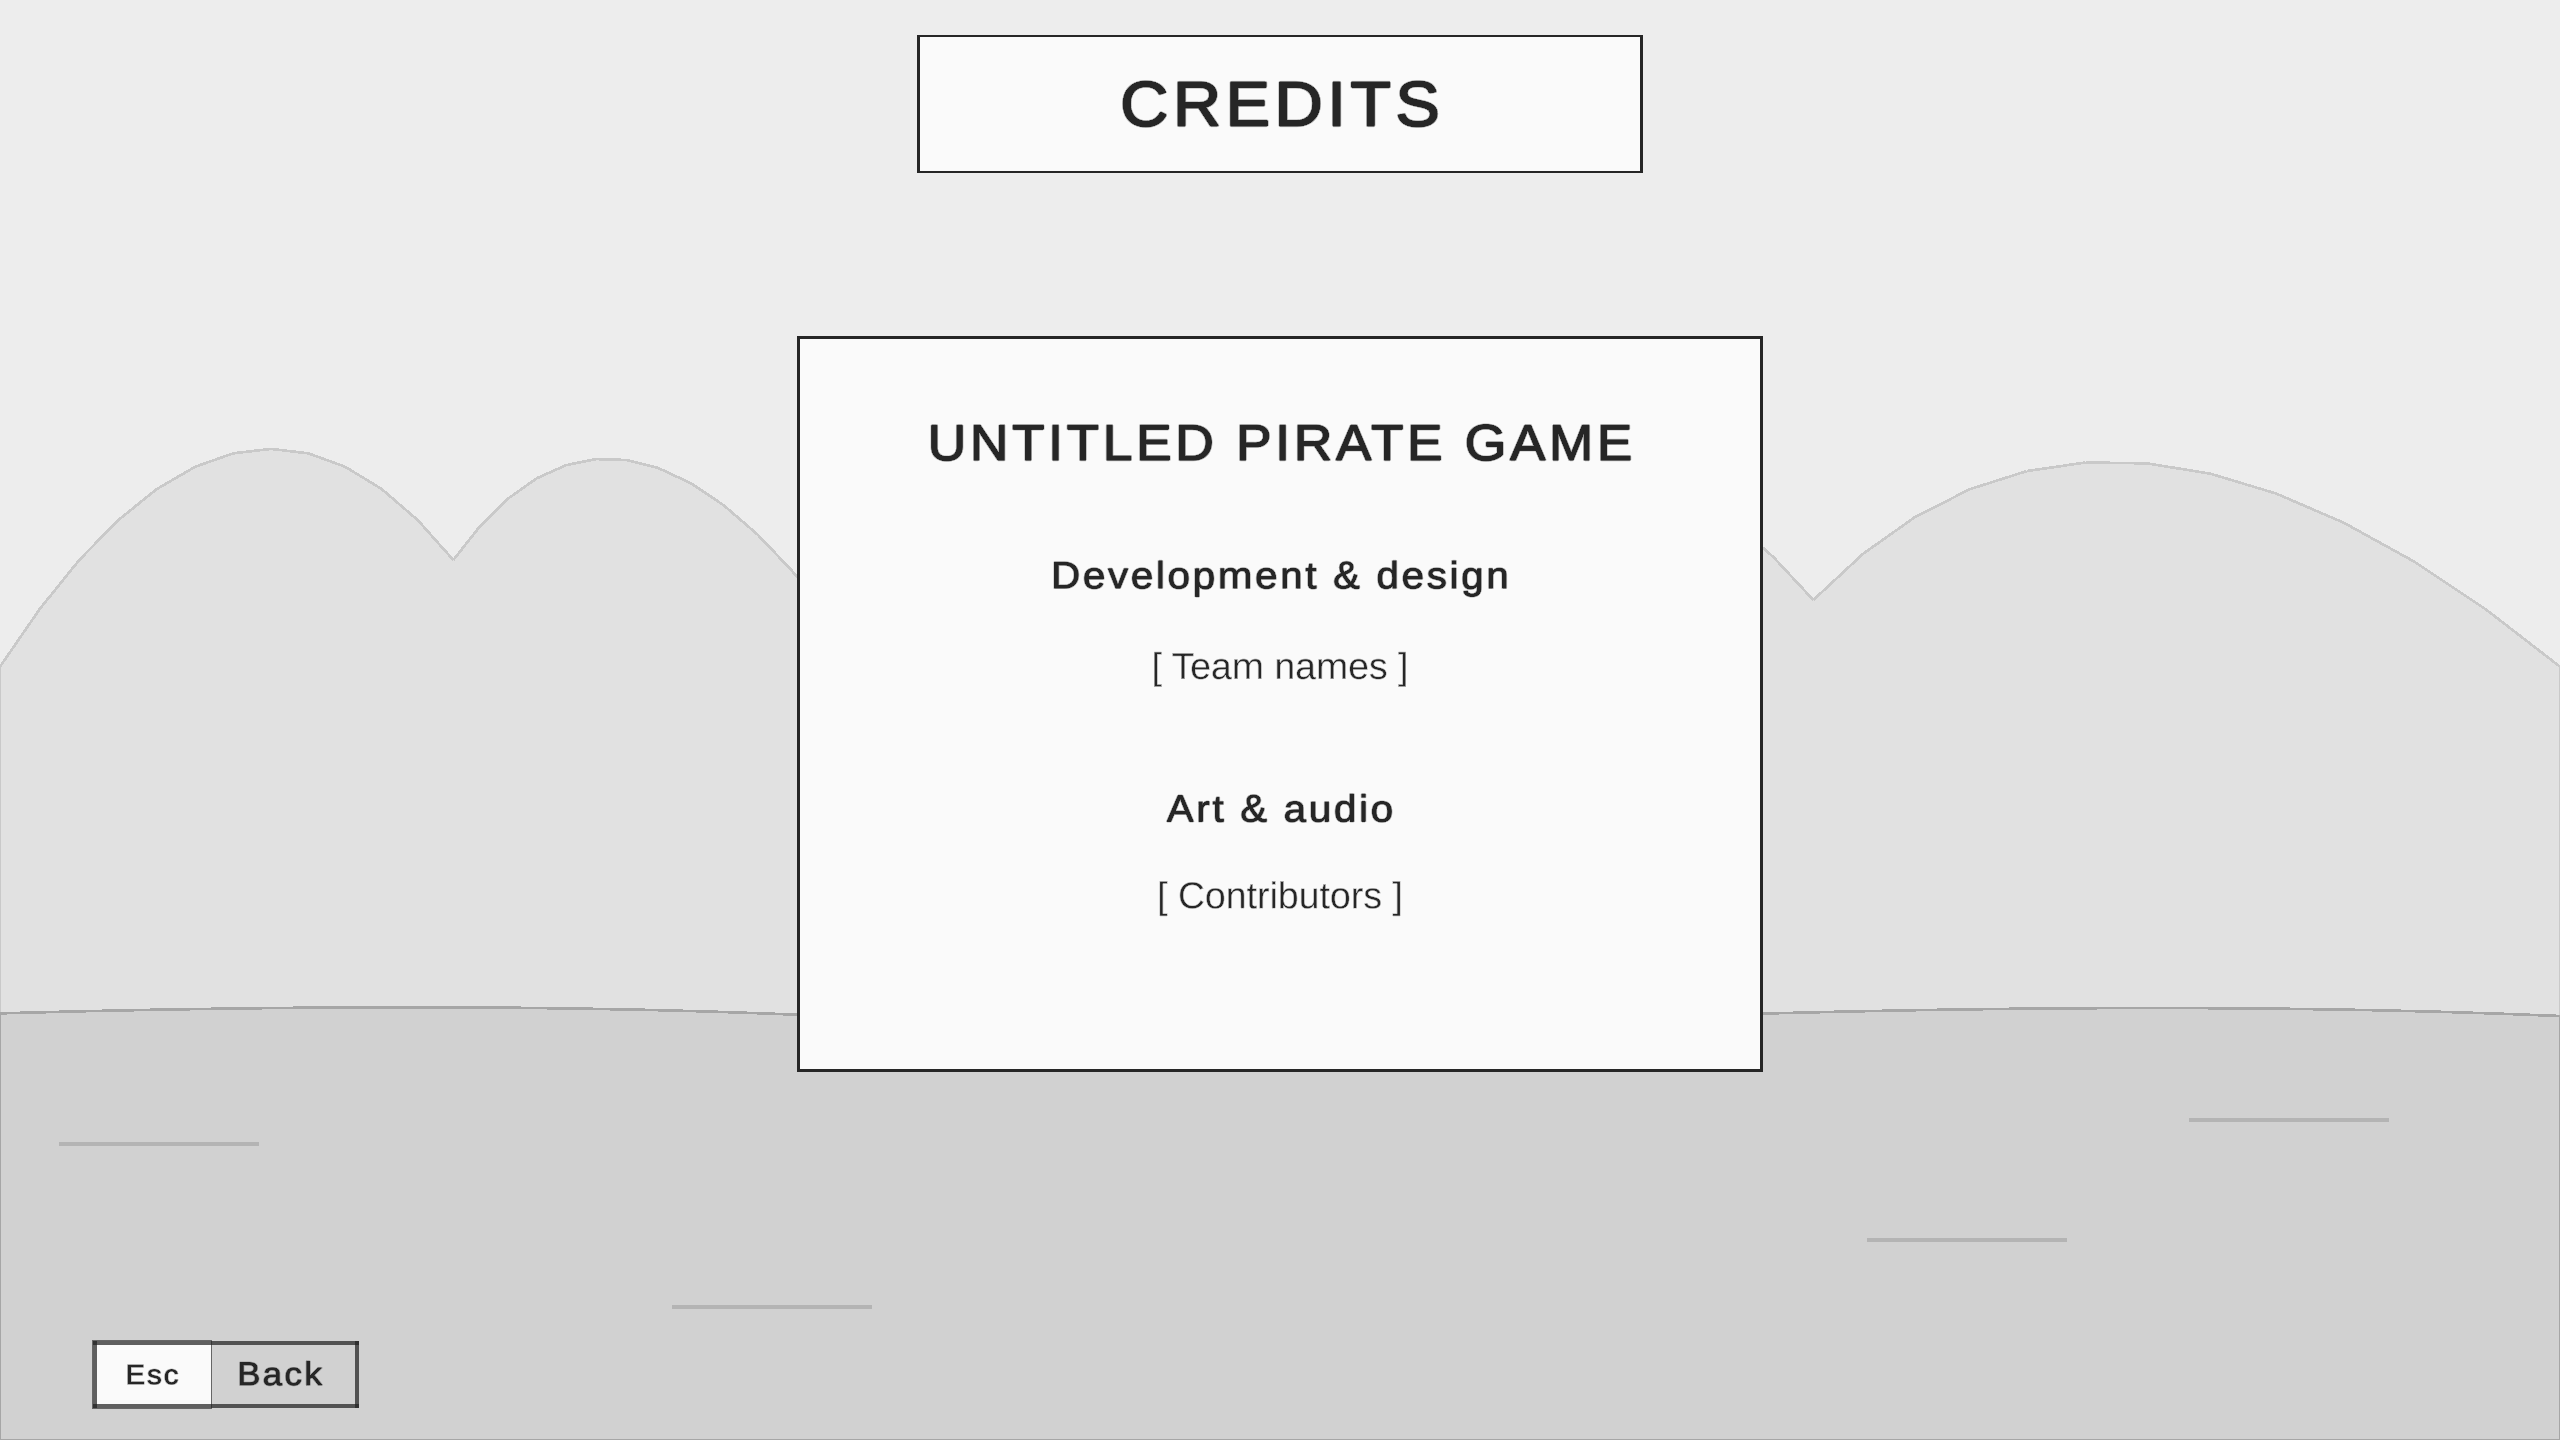 CREDITS
UNTITLED PIRATE GAME
Development & design
[ Team names ]
Art & audio
[ Contributors ]
Esc Back